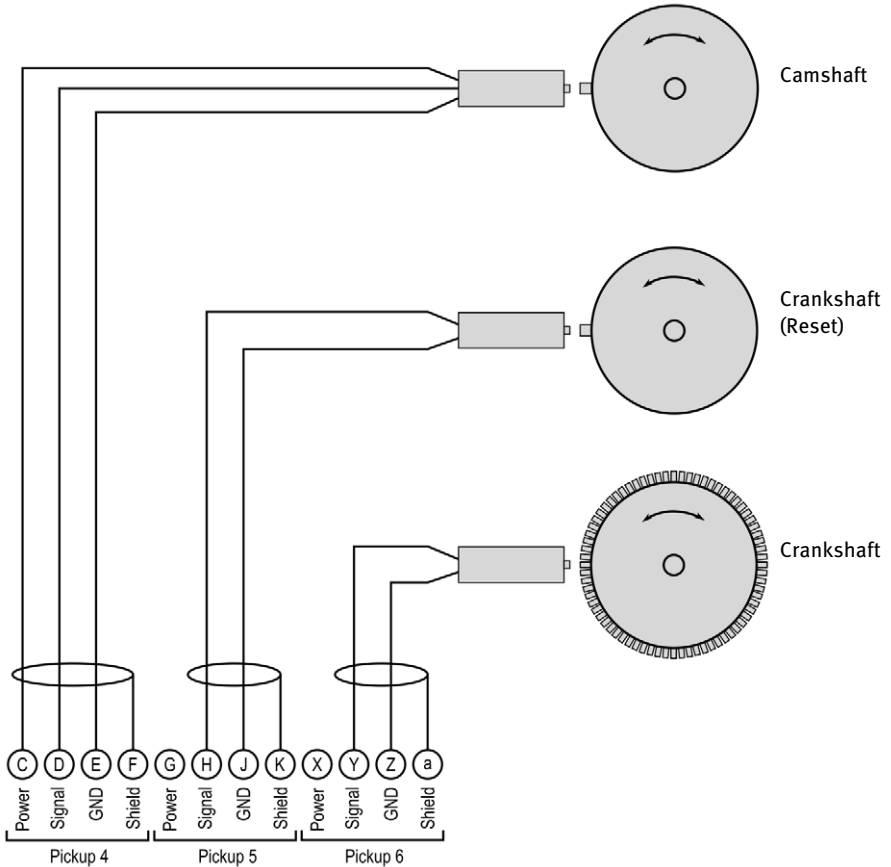 Camshaft
Crankshaft
(Reset)
Crankshaft
C D E F G H J K X Y Z a
Power Signal GND Shield Power Signal GND Shield Power Signal GND Shield
Pickup 4 Pickup 5 Pickup 6